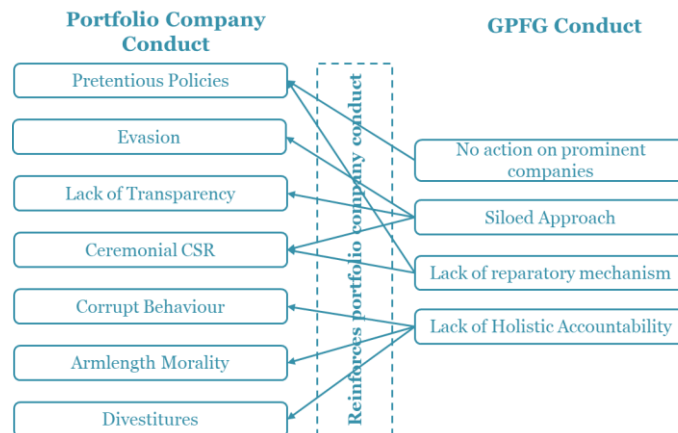 Portfolio Company
Conduct
GPFG Conduct
Pretentious Policies
Evasion
Lack of Transparency
Ceremonial CSR
Corrupt Behaviour
Armlength Morality
Divestitures
Reinforces portfolio company conduct
No action on prominent
companies
Siloed Approach
Lack of reparatory mechanism
Lack of Holistic Accountability